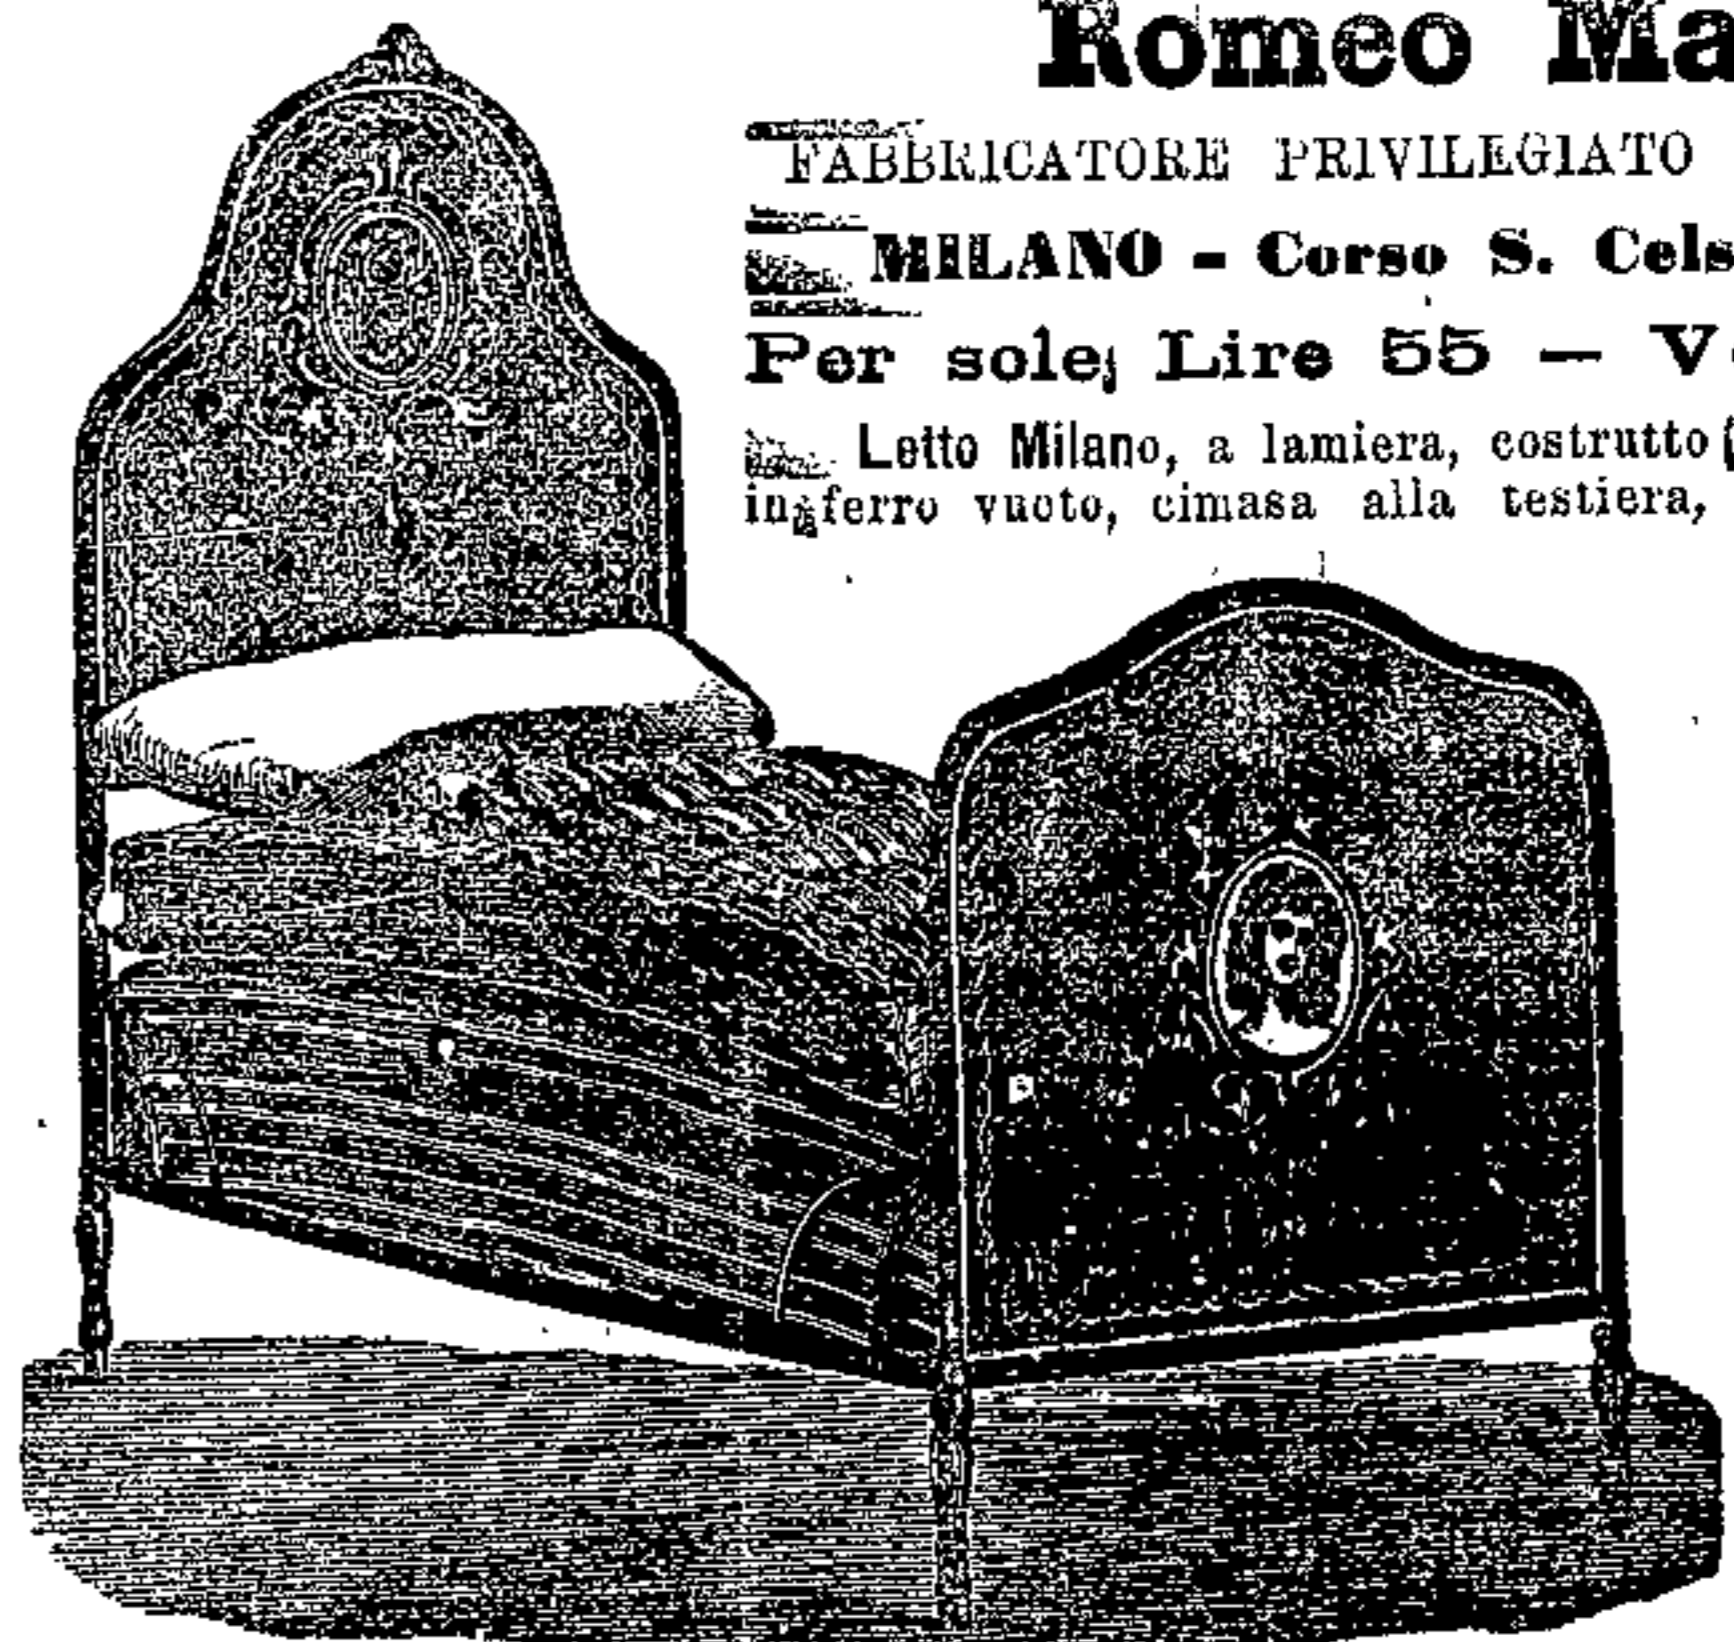 Romeo Ma
FABBRICATORE PRIVILEGIATO
MILANO - Corso S. Cels
Per sole Lire 55 — V
Letto Milano, a lamiera, costrutto
in ferro vuoto, cimasa alla testiera,